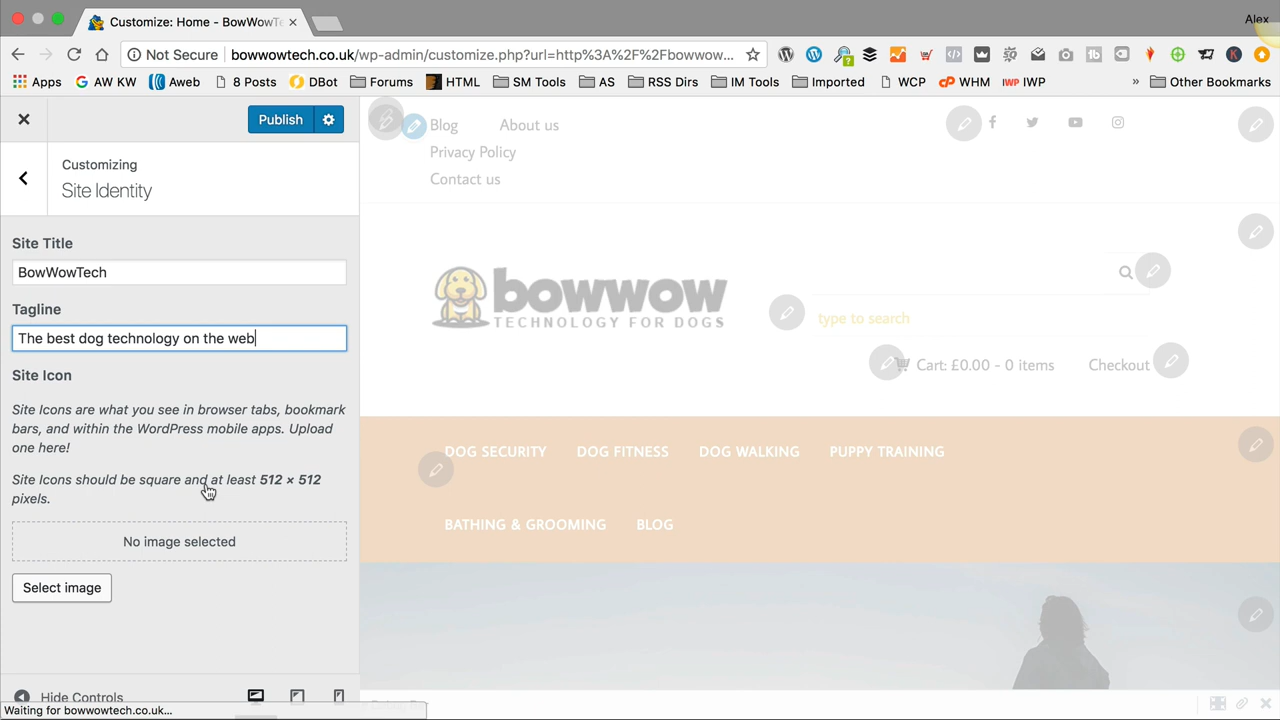 Customize: Home - BowWowTe
Alex
Not Secure
bowwowtech.co.uk/wp-admin/customize.php?url=http%3A%2F%2Fbowwow...
Apps
AW KW
Aweb
8 Posts
DBot
Forums
HTML
SM Tools
AS
RSS Dirs
IM Tools
Imported
WCP
WHM
IWP
IWP
»
Other Bookmarks
Publish
Customizing
Site Identity
Site Title
BowWowTech
Tagline
The best dog technology on the web
Site Icon
Site Icons are what you see in browser tabs, bookmark
bars, and within the WordPress mobile apps. Upload
one here!
Site Icons should be square and at least 512 × 512
pixels.
No image selected
Select image
Hide Controls
Waiting for bowwowtech.co.uk...
Blog
About us
Privacy Policy
Contact us
bowwow
TECHNOLOGY FOR DOGS
type to search
Cart: £0.00 - 0 items
Checkout
DOG SECURITY
DOG FITNESS
DOG WALKING
PUPPY TRAINING
BATHING & GROOMING
BLOG